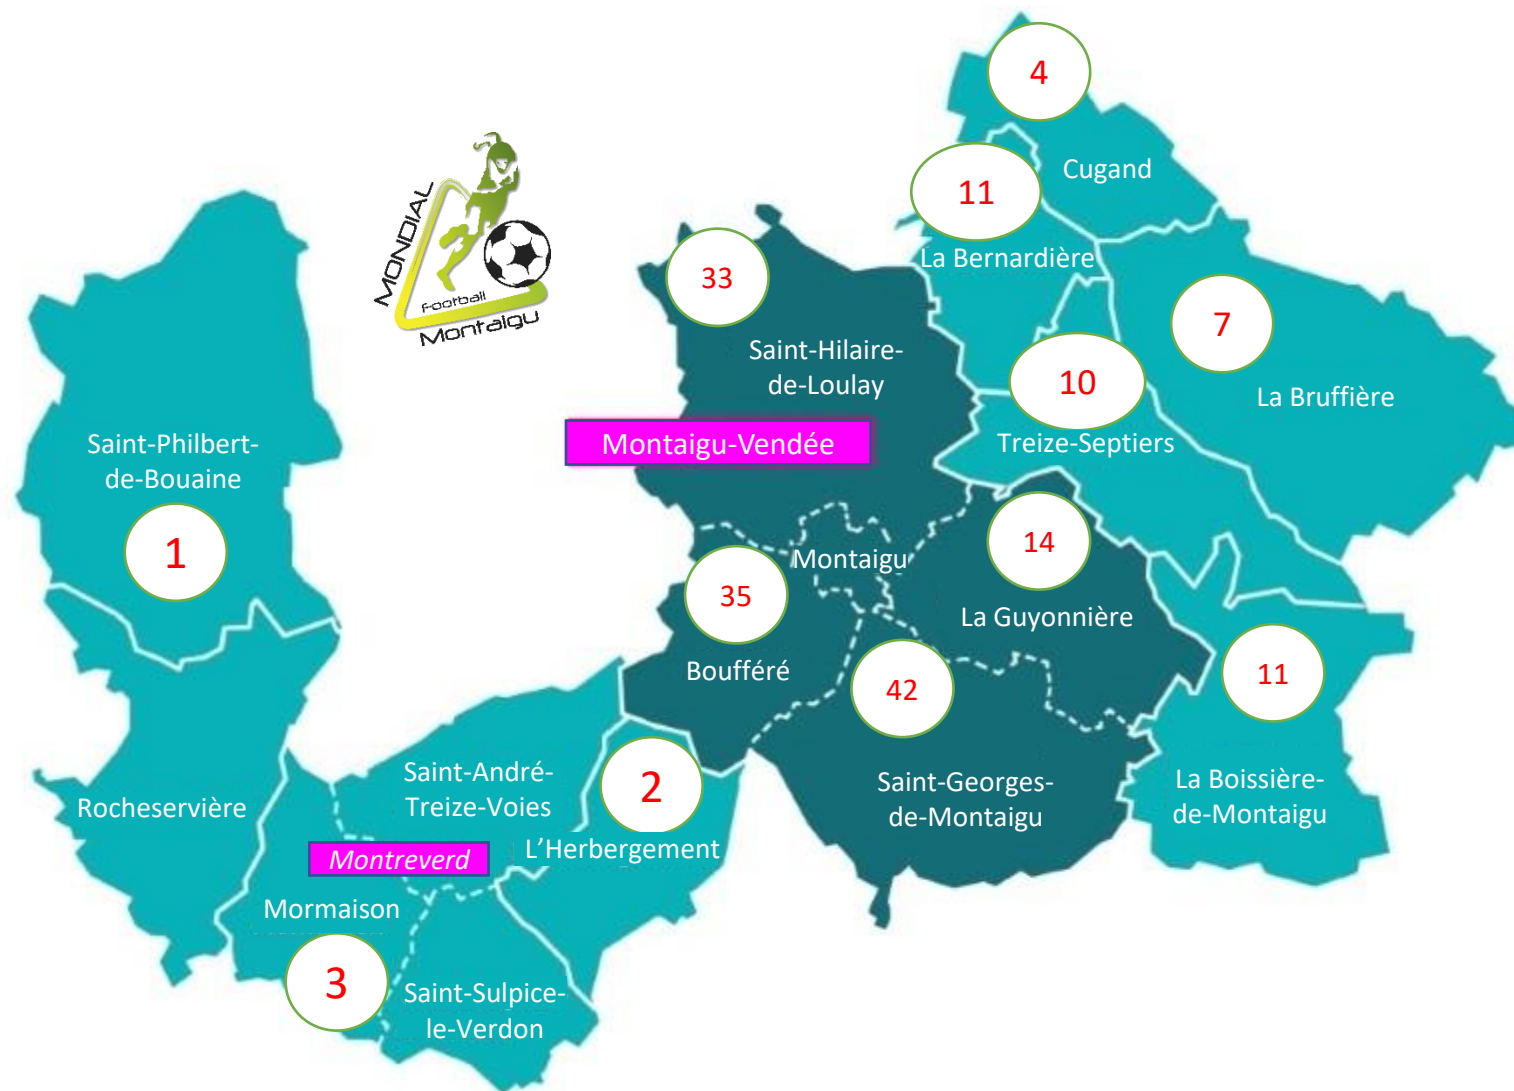 4
Cugand
11
La Bernardière
MONDIAL
Football
Montaigu
33
Saint-Hilaire-
de-Loulay
7
La Bruffière
10
Treize-Septiers
Montaigu-Vendée
Saint-Philbert-
de-Bouaine
1
14
La Guyonnière
Montaigu
35
Boufféré
42
Saint-Georges-
de-Montaigu
11
La Boissière-
de-Montaigu
Rocheservière
Saint-André-
Treize-Voies
2
L'Herbergement
Montreverd
Mormaison
3
Saint-Sulpice-
le-Verdon